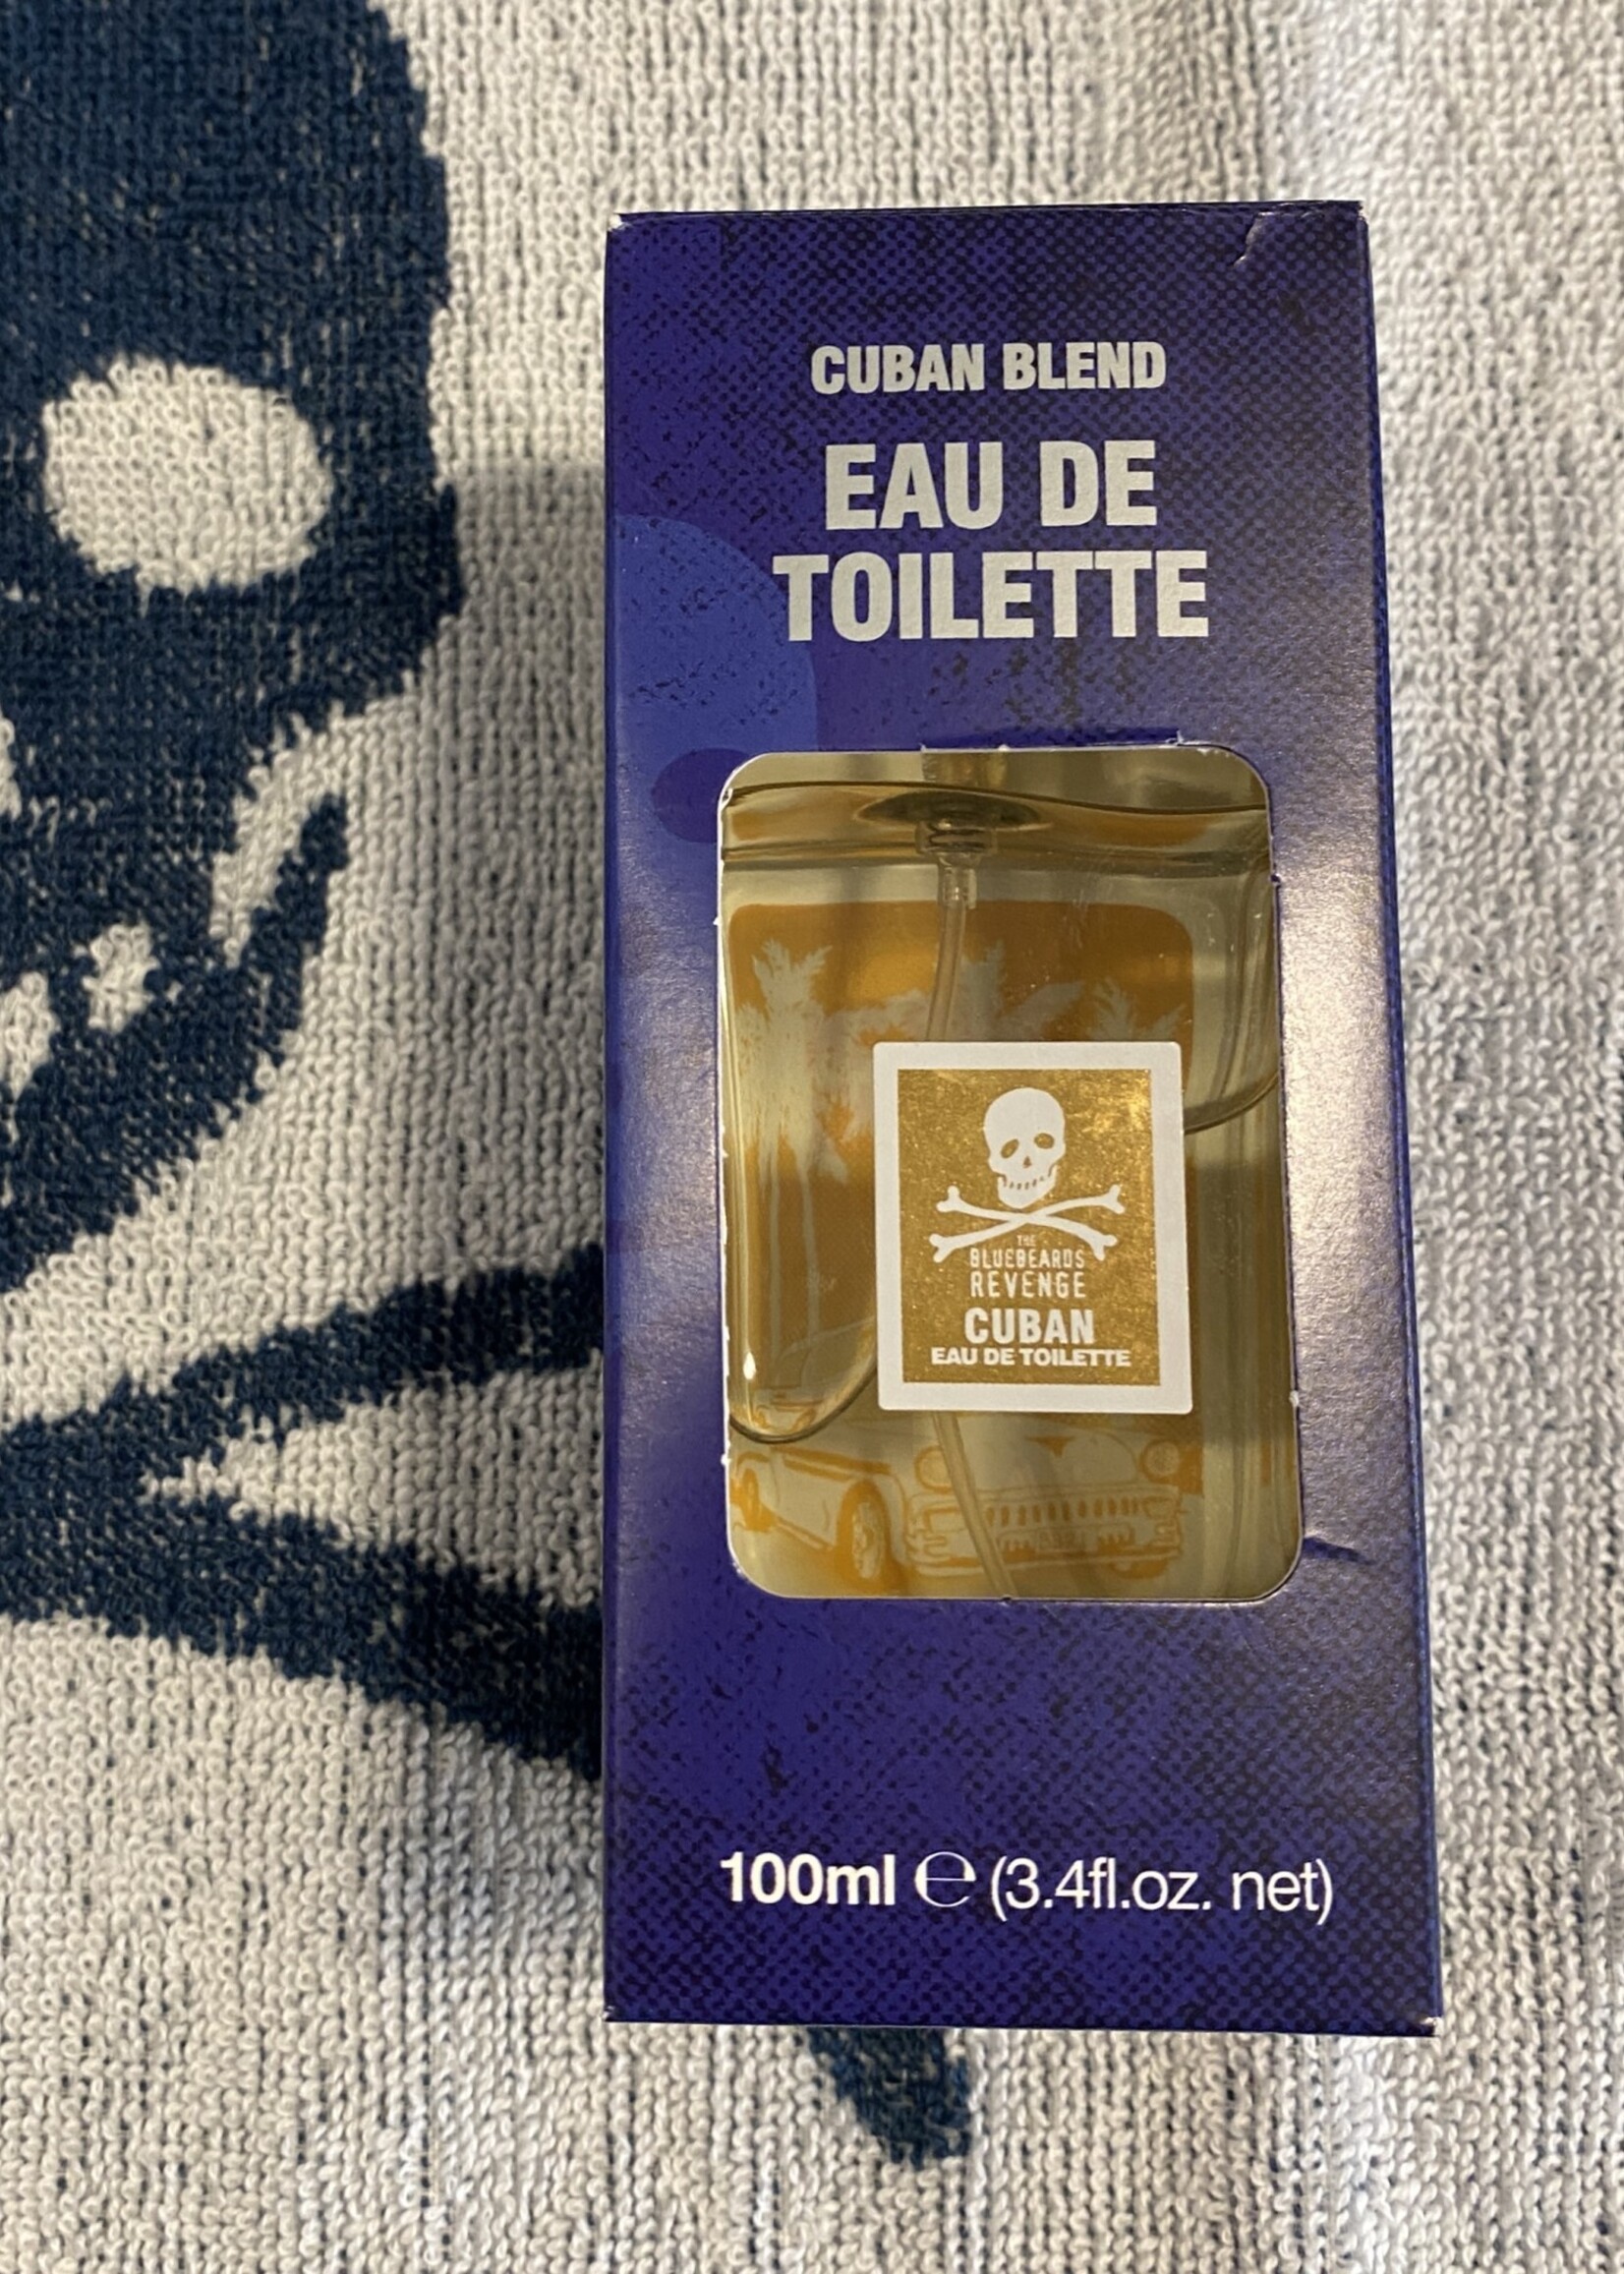 CUBAN BLEND
EAU DE
TOILETTE
THE
BLUEBEARDS
REVENGE
CUBAN
EAU DE TOILETTE
100ml ℮ (3.4fl.oz. net)